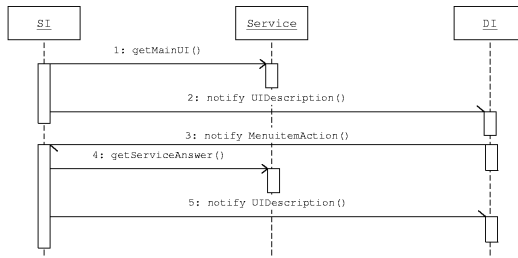 SI
Service
DI
1: getMainUI()
2: notify UIDescription()
3: notify MenuitemAction()
4: getServiceAnswer()
5: notify UIDescription()